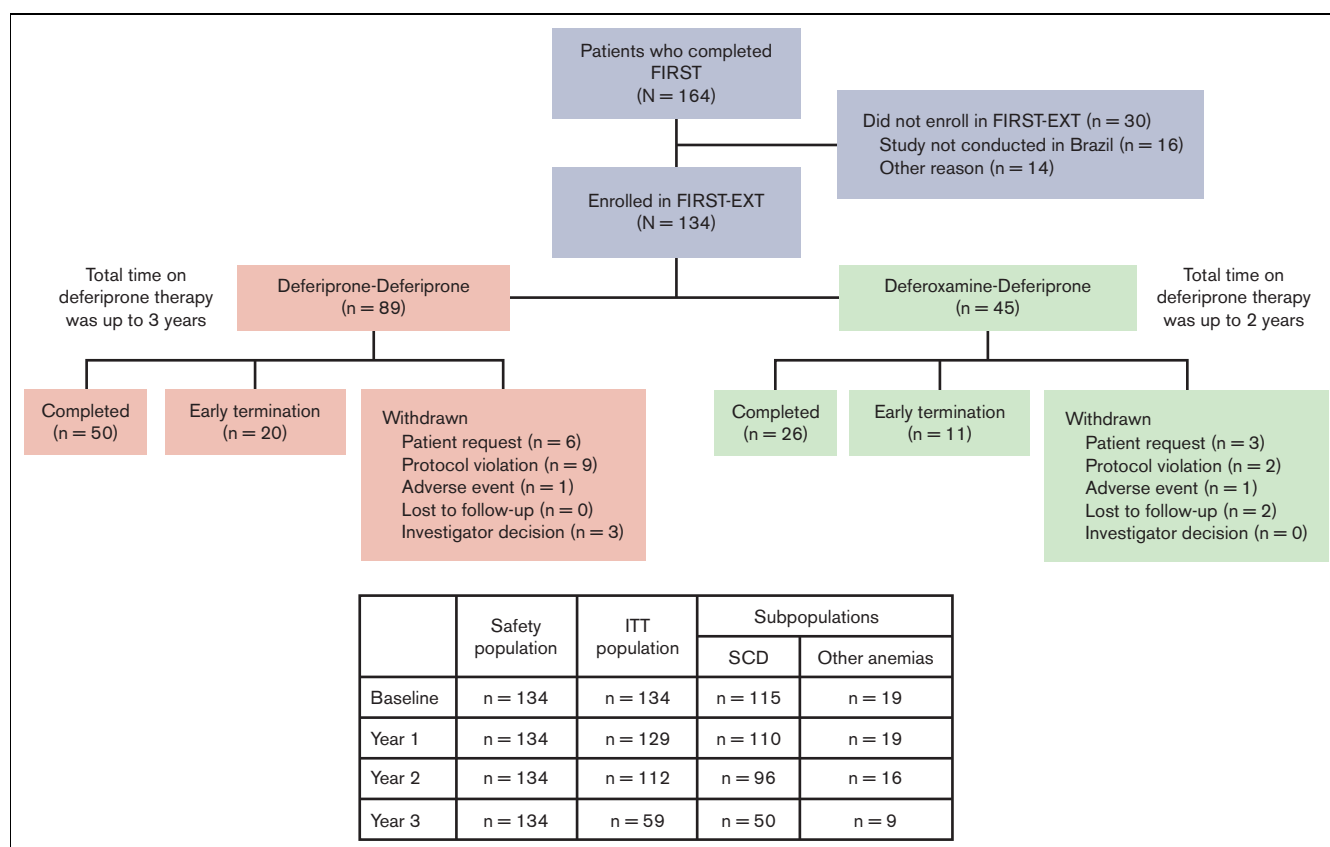 Patients who completed
FIRST
(N = 164)
Did not enroll in FIRST-EXT (n = 30)
Study not conducted in Brazil (n = 16)
Other reason (n = 14)
Enrolled in FIRST-EXT
(N = 134)
Total time on
deferiprone therapy
was up to 3 years
Deferiprone-Deferiprone
(n = 89)
Deferoxamine-Deferiprone
(n = 45)
Total time on
deferiprone therapy
was up to 2 years
Completed
(n = 50)
Early termination
(n = 20)
Withdrawn
Patient request (n = 6)
Protocol violation (n = 9)
Adverse event (n = 1)
Lost to follow-up (n = 0)
Investigator decision (n = 3)
Completed
(n = 26)
Early termination
(n = 11)
Withdrawn
Patient request (n = 3)
Protocol violation (n = 2)
Adverse event (n = 1)
Lost to follow-up (n = 2)
Investigator decision (n = 0)
Safety
population
ITT
population
Subpopulations
SCD
Other anemias
Baseline n = 134 n = 134 n = 115 n = 19
Year 1 n = 134 n = 129 n = 110 n = 19
Year 2 n = 134 n = 112 n = 96 n = 16
Year 3 n = 134 n = 59 n = 50 n = 9